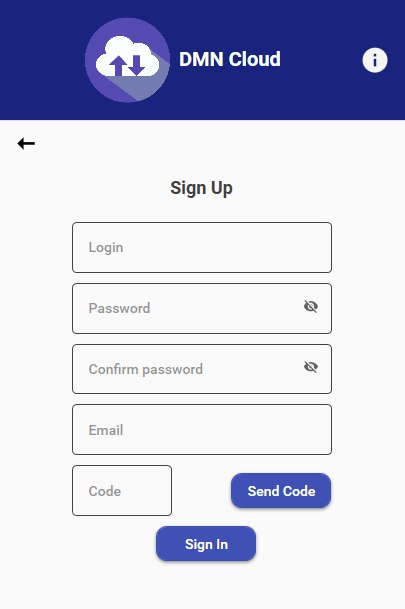 DMN Cloud
Sign Up
Login
Password
Confirm password
Email
Code
Send Code
Sign In